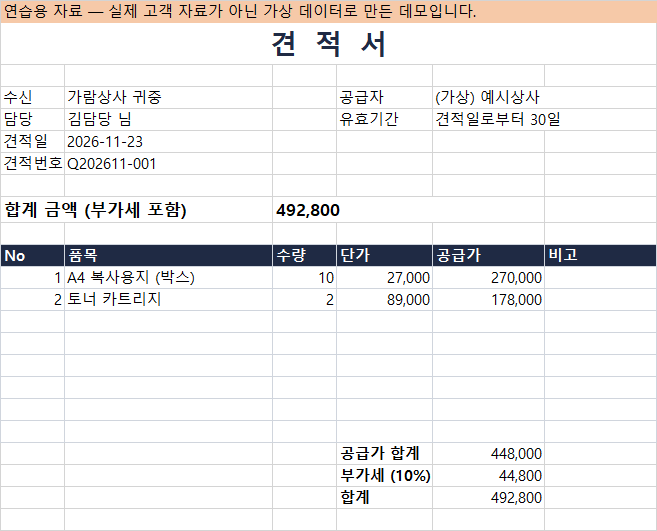 연습용 자료 — 실제 고객 자료가 아닌 가상 데이터로 만든 데모입니다.
견 적 서
수신 가람상사 귀중 공급자 (가상) 예시상사
담당 김담당 님 유효기간 견적일로부터 30일
견적일 2026-11-23
견적번호 Q202611-001
합계 금액 (부가세 포함) 492,800
No 품목 수량 단가 공급가 비고
1 A4 복사용지 (박스) 10 27,000 270,000
2 토너 카트리지 2 89,000 178,000
공급가 합계 448,000
부가세 (10%) 44,800
합계 492,800